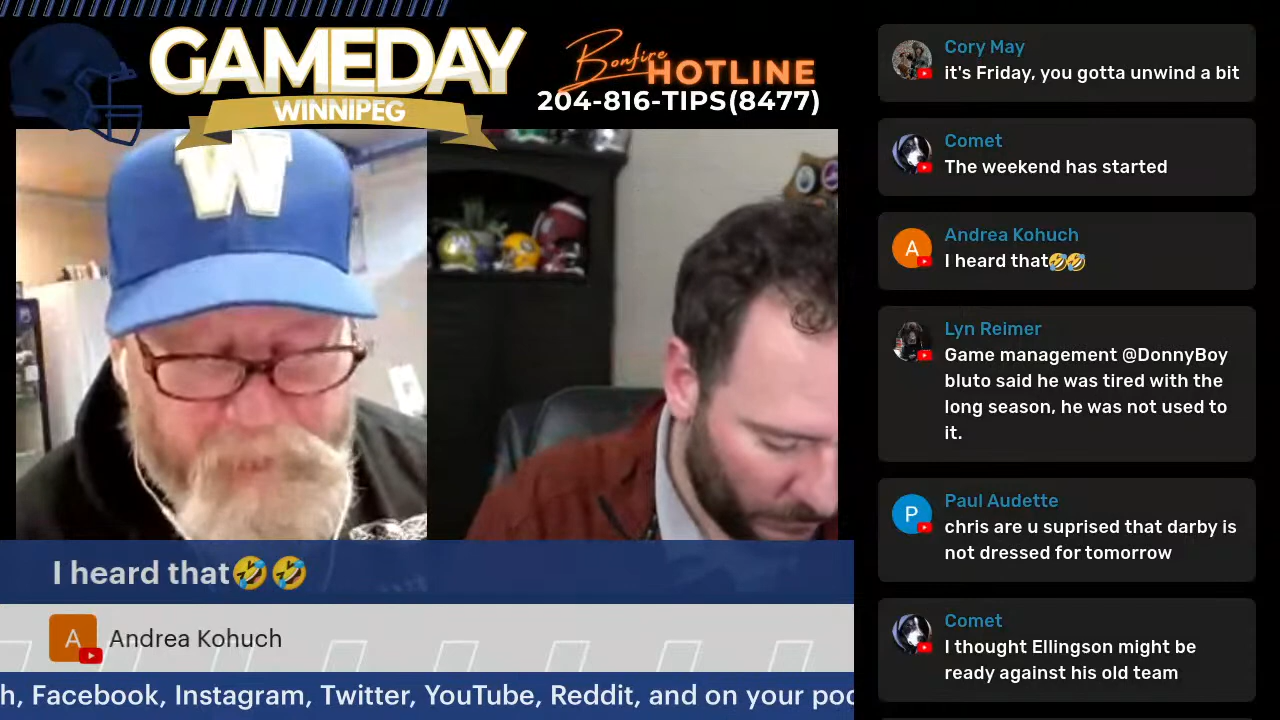 GAMEDAY
WINNIPEG
Bonfire
HOTLINE
204-816-TIPS(8477)
W
I heard that🤣🤣
A
Andrea Kohuch
h, Facebook, Instagram, Twitter, YouTube, Reddit, and on your poc
Cory May
it's Friday, you gotta unwind a bit
Comet
The weekend has started
A
Andrea Kohuch
I heard that🤣🤣
Lyn Reimer
Game management @DonnyBoy
bluto said he was tired with the
long season, he was not used to
it.
P
Paul Audette
chris are u suprised that darby is
not dressed for tomorrow
Comet
I thought Ellingson might be
ready against his old team